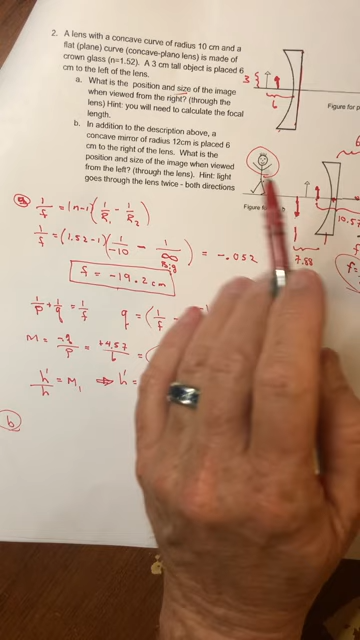 2. A lens with a concave curve of radius 10 cm and a
flat (plane) curve (concave-plano lens) is made of
crown glass (n=1.52). A 3 cm tall object is placed 6
cm to the left of the lens.
a. What is the position and size of the image
when viewed from the right? (through the
lens) Hint: you will need to calculate the focal
length.
b. In addition to the description above, a
concave mirror of radius 12cm is placed 6
cm to the right of the lens. What is the
position and size of the image when viewed
from the left? (through the lens). Hint: light
goes through the lens twice - both directions
3
6
Figure for p
6
Figure fo
10.57
7.88
a
1/f = (n-1)(1/R1 - 1/R2)
1/f = (1.52-1)(1/-10 - 1/∞) = -.052
Big
f = -19.2 cm
1/p + 1/q = 1/f q = (1/f -
M = -q/p = +4.57/6 =
h'/h = M1 ⇒ h' =
b